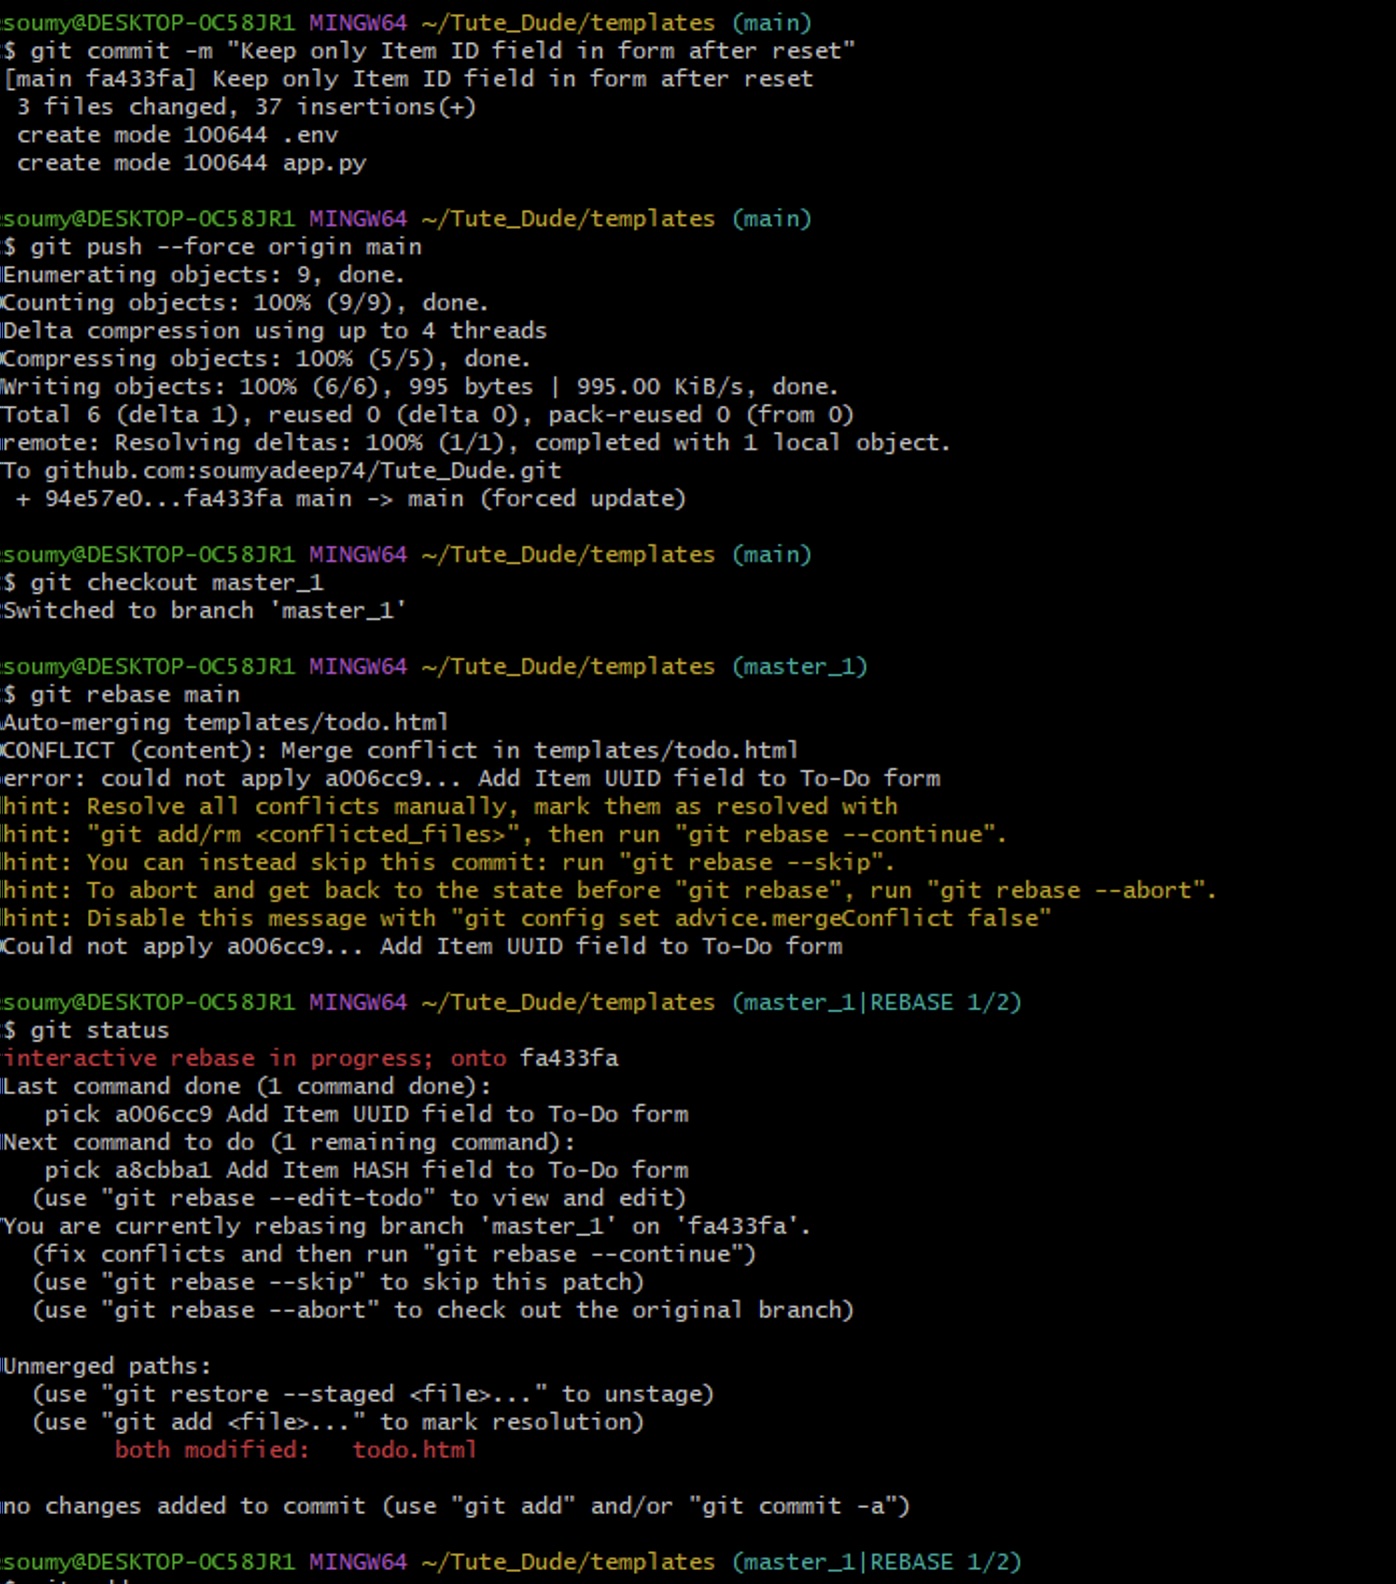 soumy@DESKTOP-OC58JR1 MINGW64 ~/Tute_Dude/templates (main)
$ git commit -m "Keep only Item ID field in form after reset"
[main fa433fa] Keep only Item ID field in form after reset
 3 files changed, 37 insertions(+)
 create mode 100644 .env
 create mode 100644 app.py

soumy@DESKTOP-OC58JR1 MINGW64 ~/Tute_Dude/templates (main)
$ git push --force origin main
Enumerating objects: 9, done.
Counting objects: 100% (9/9), done.
Delta compression using up to 4 threads
Compressing objects: 100% (5/5), done.
Writing objects: 100% (6/6), 995 bytes | 995.00 KiB/s, done.
Total 6 (delta 1), reused 0 (delta 0), pack-reused 0 (from 0)
remote: Resolving deltas: 100% (1/1), completed with 1 local object.
To github.com:soumyadeep74/Tute_Dude.git
 + 94e57e0...fa433fa main -> main (forced update)

soumy@DESKTOP-OC58JR1 MINGW64 ~/Tute_Dude/templates (main)
$ git checkout master_1
Switched to branch 'master_1'

soumy@DESKTOP-OC58JR1 MINGW64 ~/Tute_Dude/templates (master_1)
$ git rebase main
Auto-merging templates/todo.html
CONFLICT (content): Merge conflict in templates/todo.html
error: could not apply a006cc9... Add Item UUID field to To-Do form
hint: Resolve all conflicts manually, mark them as resolved with
hint: "git add/rm <conflicted_files>", then run "git rebase --continue".
hint: You can instead skip this commit: run "git rebase --skip".
hint: To abort and get back to the state before "git rebase", run "git rebase --abort".
hint: Disable this message with "git config set advice.mergeConflict false"
Could not apply a006cc9... Add Item UUID field to To-Do form

soumy@DESKTOP-OC58JR1 MINGW64 ~/Tute_Dude/templates (master_1|REBASE 1/2)
$ git status
interactive rebase in progress; onto fa433fa
Last command done (1 command done):
   pick a006cc9 Add Item UUID field to To-Do form
Next command to do (1 remaining command):
   pick a8cbba1 Add Item HASH field to To-Do form
  (use "git rebase --edit-todo" to view and edit)
You are currently rebasing branch 'master_1' on 'fa433fa'.
  (fix conflicts and then run "git rebase --continue")
  (use "git rebase --skip" to skip this patch)
  (use "git rebase --abort" to check out the original branch)

Unmerged paths:
  (use "git restore --staged <file>..." to unstage)
  (use "git add <file>..." to mark resolution)
        both modified:   todo.html

no changes added to commit (use "git add" and/or "git commit -a")

soumy@DESKTOP-OC58JR1 MINGW64 ~/Tute_Dude/templates (master_1|REBASE 1/2)